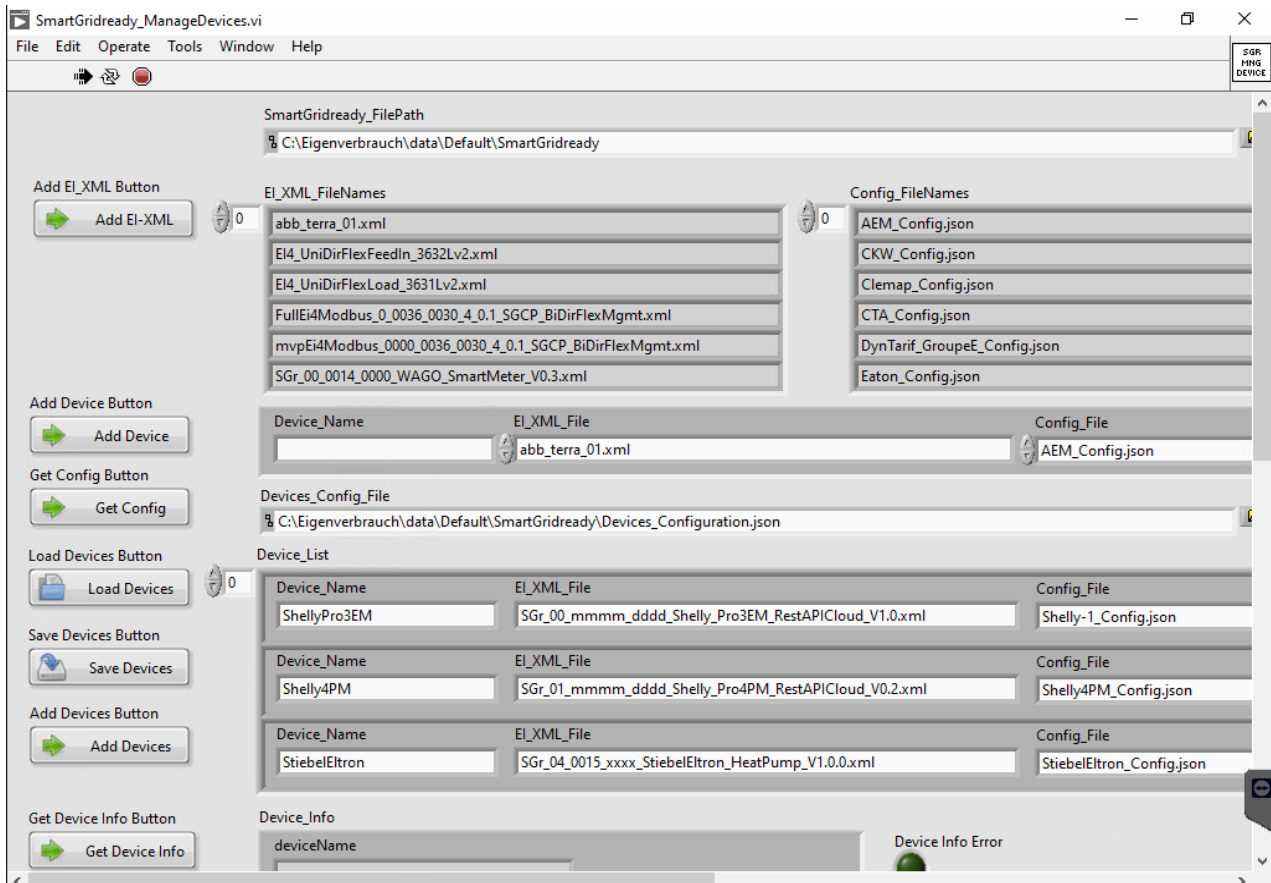 SmartGridready_ManageDevices.vi
File Edit Operate Tools Window Help
SGR
MNG
DEVICE
SmartGridready_FilePath
C:\Eigenverbrauch\data\Default\SmartGridready
Add EI_XML Button
Add EI-XML
EI_XML_FileNames
0
abb_terra_01.xml
EI4_UniDirFlexFeedIn_3632Lv2.xml
EI4_UniDirFlexLoad_3631Lv2.xml
FullEi4Modbus_0_0036_0030_4_0.1_SGCP_BiDirFlexMgmt.xml
mvpEi4Modbus_0000_0036_0030_4_0.1_SGCP_BiDirFlexMgmt.xml
SGr_00_0014_0000_WAGO_SmartMeter_V0.3.xml
Config_FileNames
0
AEM_Config.json
CKW_Config.json
Clemap_Config.json
CTA_Config.json
DynTarif_GroupeE_Config.json
Eaton_Config.json
Add Device Button
Add Device
Device_Name EI_XML_File Config_File
abb_terra_01.xml AEM_Config.json
Get Config Button
Get Config
Devices_Config_File
C:\Eigenverbrauch\data\Default\SmartGridready\Devices_Configuration.json
Load Devices Button
Load Devices
Device_List
0
Device_Name EI_XML_File Config_File
ShellyPro3EM SGr_00_mmmm_dddd_Shelly_Pro3EM_RestAPICloud_V1.0.xml Shelly-1_Config.json
Save Devices Button
Save Devices
Device_Name EI_XML_File Config_File
Shelly4PM SGr_01_mmmm_dddd_Shelly_Pro4PM_RestAPICloud_V0.2.xml Shelly4PM_Config.json
Add Devices Button
Add Devices
Device_Name EI_XML_File Config_File
StiebelEltron SGr_04_0015_xxxx_StiebelEltron_HeatPump_V1.0.0.xml StiebelEltron_Config.json
Get Device Info Button
Get Device Info
Device_Info
deviceName
Device Info Error